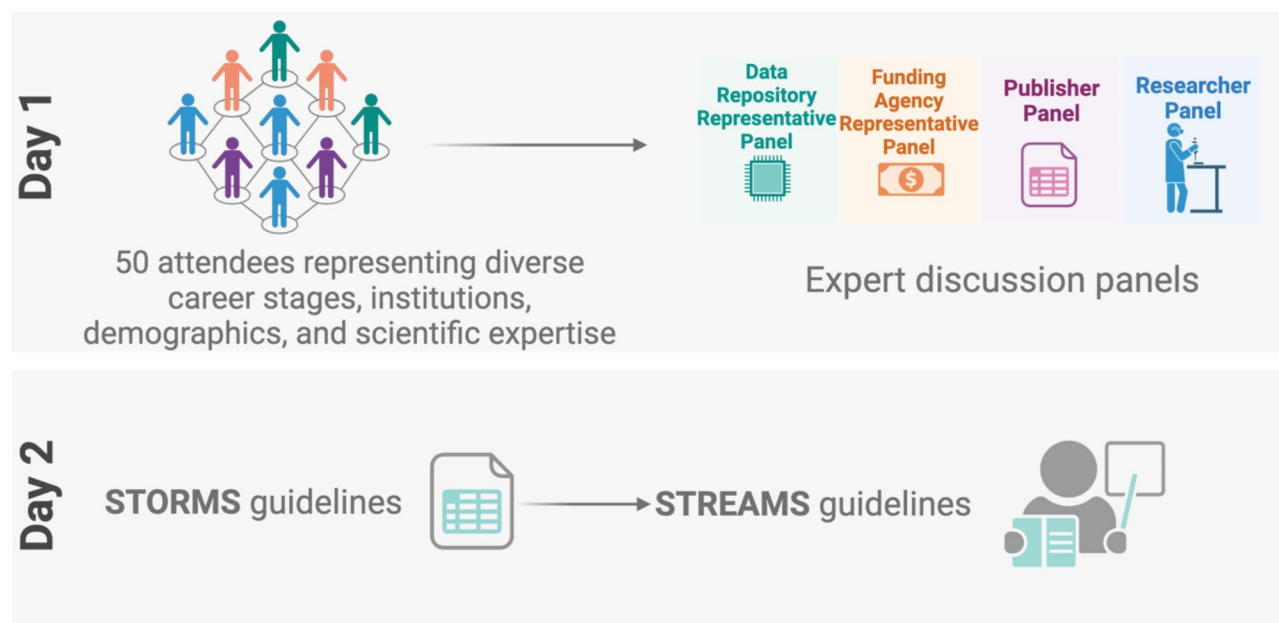 Day 1
50 attendees representing diverse
career stages, institutions,
demographics, and scientific expertise
Data
Repository
Representative
Panel
Funding
Agency
Representative
Panel
$
Publisher
Panel
Researcher
Panel
Expert discussion panels
Day 2
STORMS guidelines
STREAMS guidelines